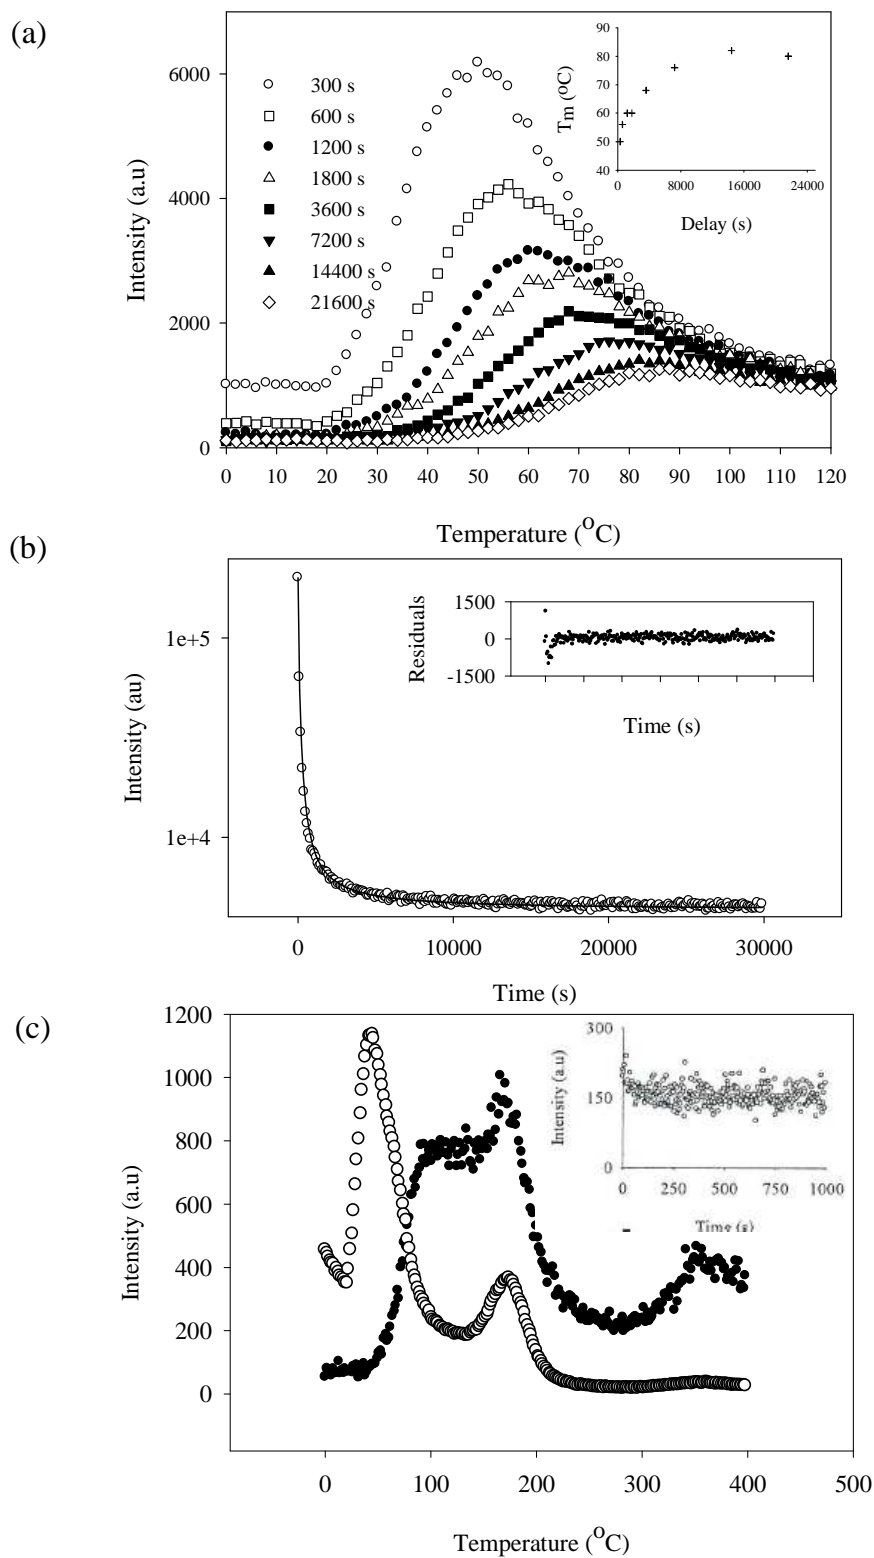 (a)
6000
4000
2000
0
Intensity (a.u)
300 s
600 s
1200 s
1800 s
3600 s
7200 s
14400 s
21600 s
90
80
70
60
50
40
Tm (oC)
0 8000 16000 24000
Delay (s)
0 10 20 30 40 50 60 70 80 90 100 110 120
Temperature (oC)
(b)
1e+5
1e+4
Intensity (au)
1500
0
-1500
Residuals
Time (s)
0 10000 20000 30000
Time (s)
(c)
1200
1000
800
600
400
200
0
Intensity (a.u)
300
150
0
Intensity (a.u)
0 250 500 750 1000
Time (s)
0 100 200 300 400 500
Temperature (oC)